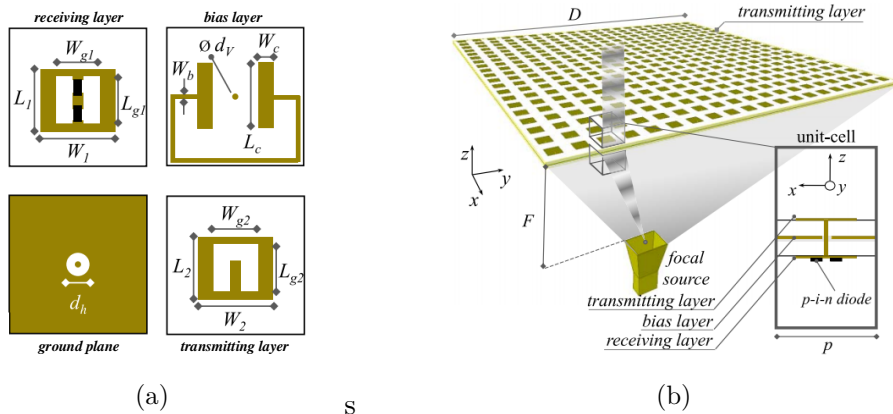 receiving layer
bias layer
W_{g1}
L_1
L_{g1}
W_1
Ø d_V
W_c
W_b
L_c
d_h
W_{g2}
L_2
L_{g2}
W_2
ground plane
transmitting layer
(a)
s
D
transmitting layer
z
y
x
F
focal
source
unit-cell
z
x
y
transmitting layer
bias layer
receiving layer
p-i-n diode
p
(b)